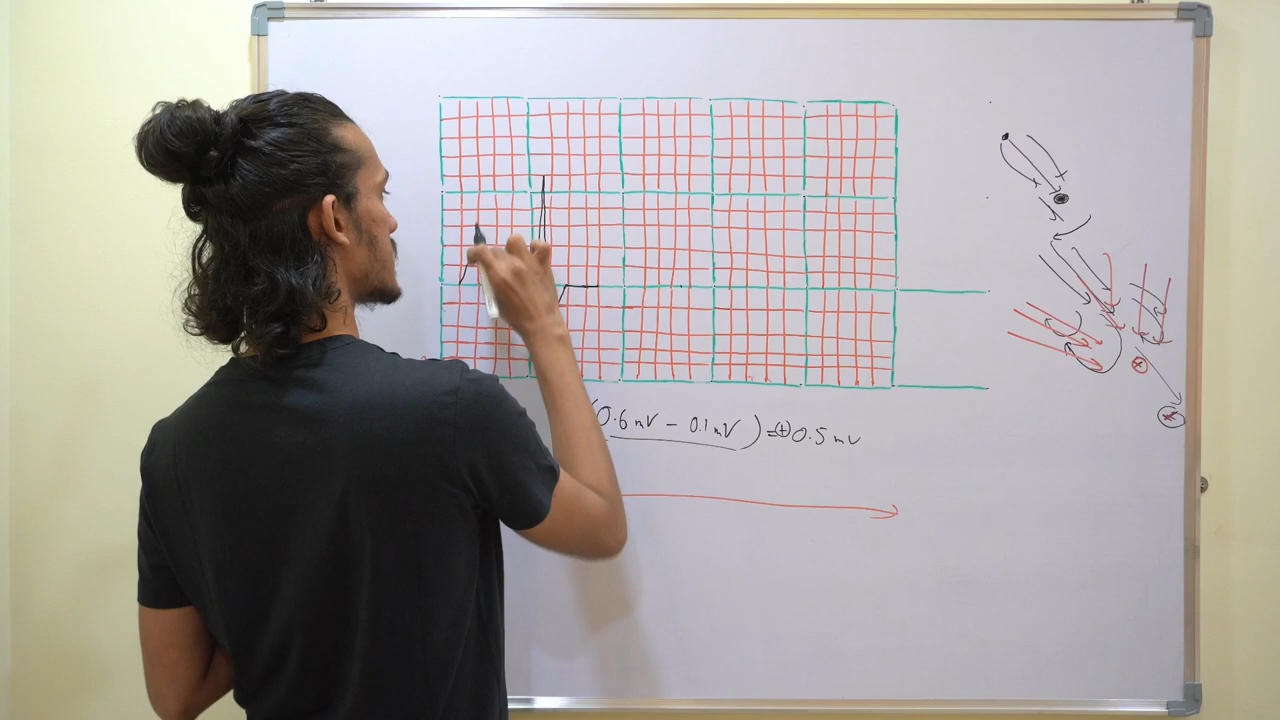 (0.6 mV - 0.1 mV) = ⊕ 0.5 mV